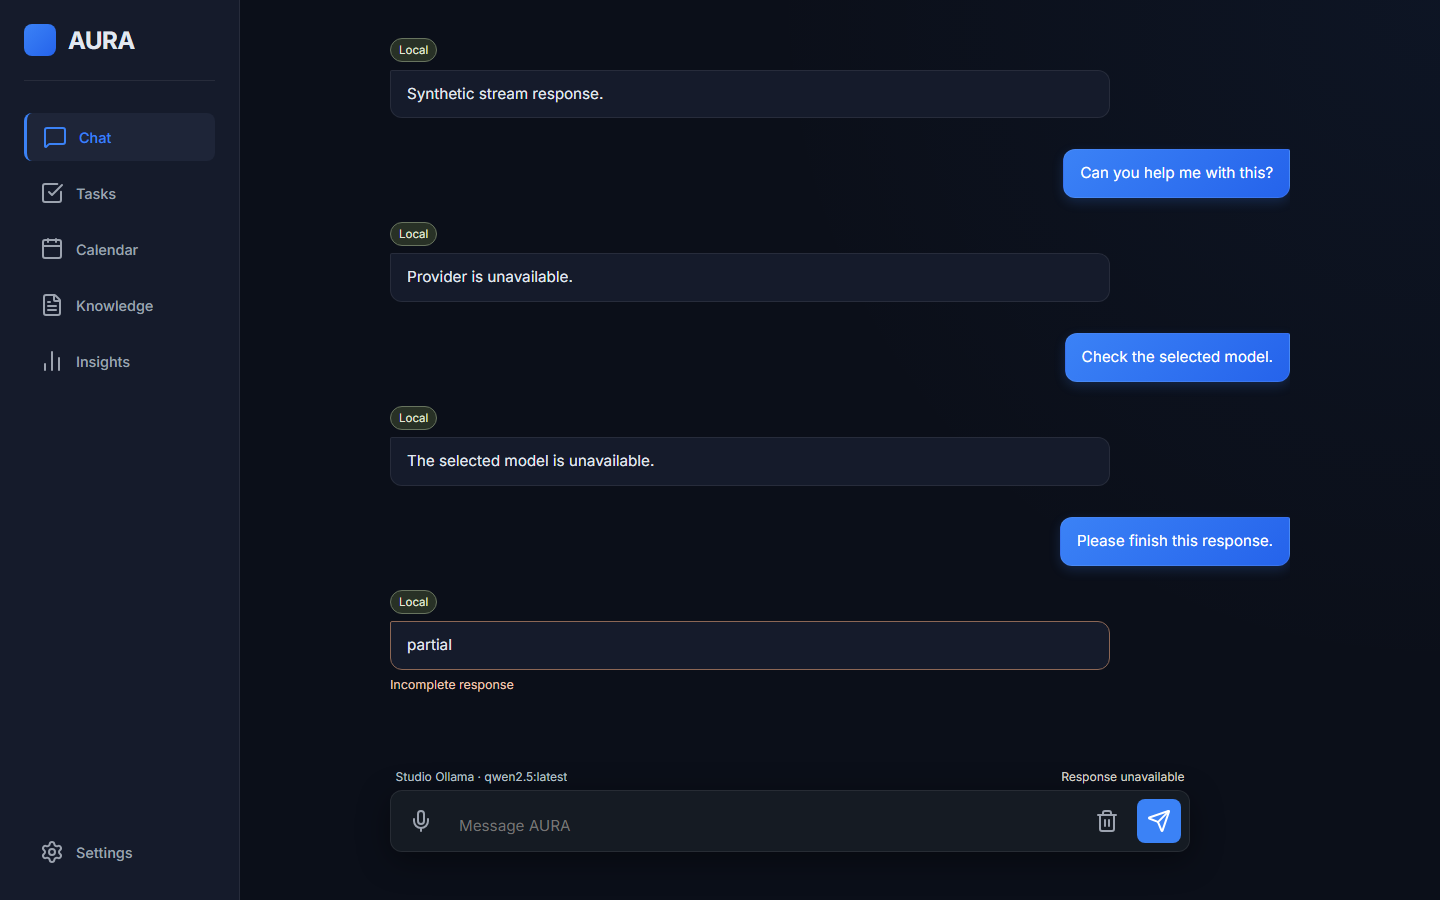 AURA
Chat
Tasks
Calendar
Knowledge
Insights
Settings
Local
Synthetic stream response.
Can you help me with this?
Local
Provider is unavailable.
Check the selected model.
Local
The selected model is unavailable.
Please finish this response.
Local
partial
Incomplete response
Studio Ollama · qwen2.5:latest
Response unavailable
Message AURA